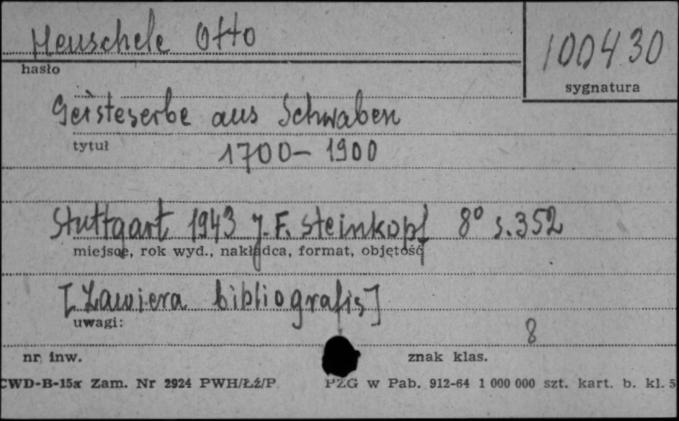 Heuschele Otto
100430
hasło
sygnatura
Geisteserbe aus Schwaben
tytuł
1700-1900
Stuttgart 1943 J.F. Steinkopf 8° s.352
miejsce, rok wyd., nakładca, format, objętość
[Zawiera bibliografię]
uwagi:
8
nr inw.
znak klas.
CWD-B-15x Zam. Nr 2924 PWH/Łź/P.
PZG w Pab. 912-64 1 000 000 szt. kart. b. kl. 5